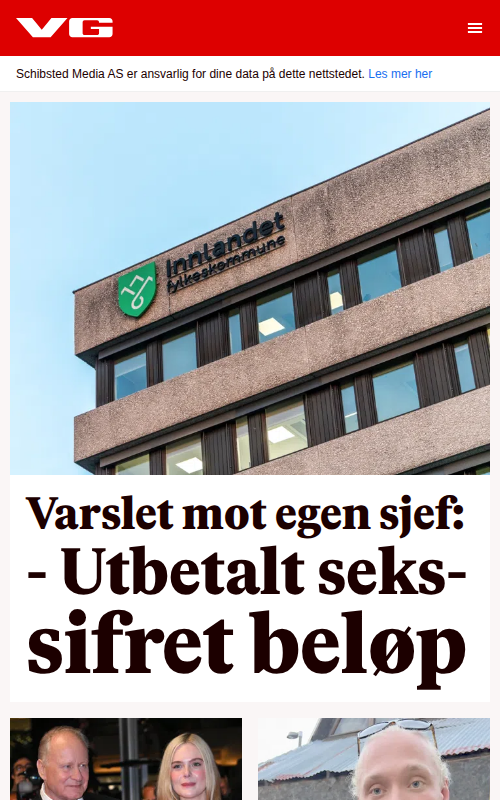 VG
Schibsted Media AS er ansvarlig for dine data på dette nettstedet. Les mer her
Innlandet
fylkeskommune
Varslet mot egen sjef:
- Utbetalt seks-
sifret beløp